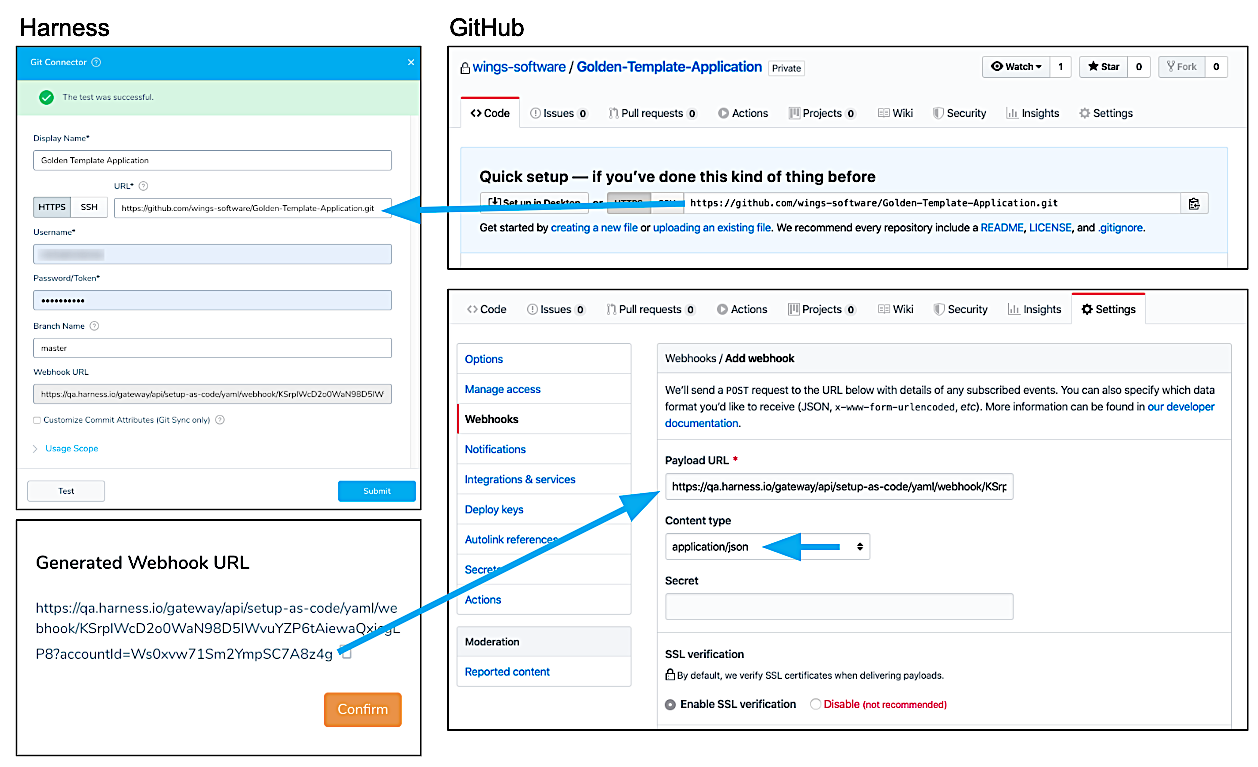 Harness
Git Connector
The test was successful.
Display Name*
Golden Template Application
URL*
HTTPS SSH https://github.com/wings-software/Golden-Template-Application.git
Username*
Password/Token*
••••••••••
Branch Name
master
Webhook URL
https://qa.harness.io/gateway/api/setup-as-code/yaml/webhook/KSrpIWcD2o0WaN98D5IW
Customize Commit Attributes (Git Sync only)
Usage Scope
Test Submit
Generated Webhook URL
https://qa.harness.io/gateway/api/setup-as-code/yaml/we
bhook/KSrpIWcD2o0WaN98D5IWvuYZP6tAiewaQxicgL
P8?accountId=Ws0xvw71Sm2YmpSC7A8z4g
Confirm
GitHub
wings-software / Golden-Template-Application Private
Watch 1 Star 0 Fork 0
Code Issues 0 Pull requests 0 Actions Projects 0 Wiki Security Insights Settings
Quick setup — if you've done this kind of thing before
Set up in Desktop or HTTPS SSH https://github.com/wings-software/Golden-Template-Application.git
Get started by creating a new file or uploading an existing file. We recommend every repository include a README, LICENSE, and .gitignore.
Code Issues 0 Pull requests 0 Actions Projects 0 Wiki Security Insights Settings
Options
Manage access
Webhooks
Notifications
Integrations & services
Deploy keys
Autolink references
Secrets
Actions
Moderation
Reported content
Webhooks / Add webhook
We'll send a POST request to the URL below with details of any subscribed events. You can also specify which data
format you'd like to receive (JSON, x-www-form-urlencoded, etc). More information can be found in our developer
documentation.
Payload URL *
https://qa.harness.io/gateway/api/setup-as-code/yaml/webhook/KSrp
Content type
application/json
Secret
SSL verification
By default, we verify SSL certificates when delivering payloads.
Enable SSL verification Disable (not recommended)